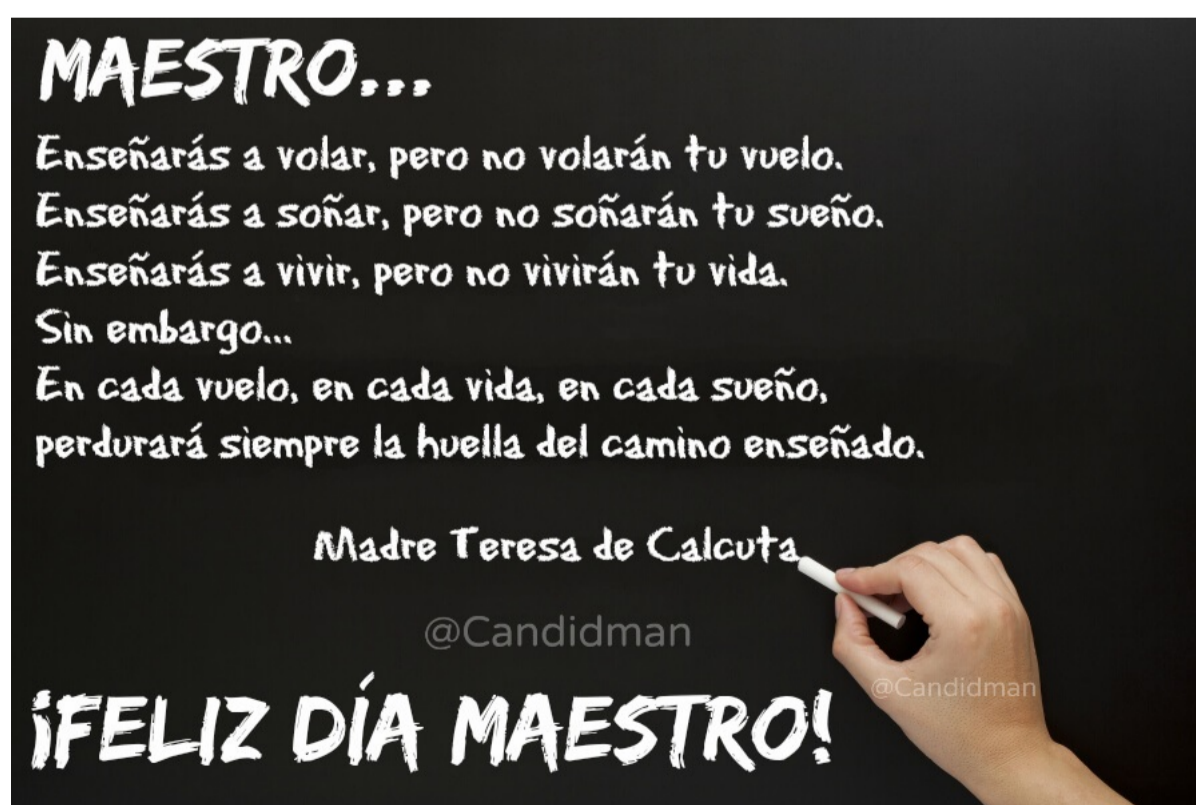 MAESTRO...
Enseñarás a volar, pero no volarán tu vuelo.
Enseñarás a soñar, pero no soñarán tu sueño.
Enseñarás a vivir, pero no vivirán tu vida.
Sin embargo...
En cada vuelo, en cada vida, en cada sueño,
perdurará siempre la huella del camino enseñado.
Madre Teresa de Calcuta
@Candidman
@Candidman
¡FELIZ DÍA MAESTRO!